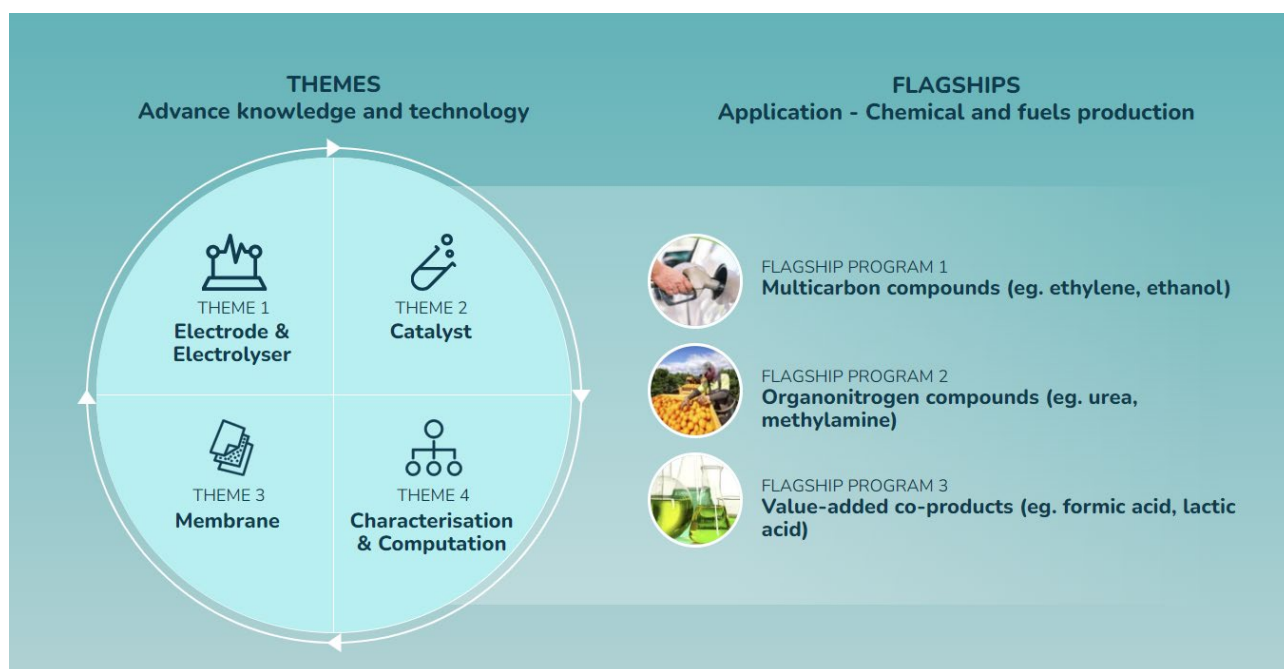 THEMES
Advance knowledge and technology
THEME 1
Electrode &
Electrolyser
THEME 2
Catalyst
THEME 3
Membrane
THEME 4
Characterisation
& Computation
FLAGSHIPS
Application - Chemical and fuels production
FLAGSHIP PROGRAM 1
Multicarbon compounds (eg. ethylene, ethanol)
FLAGSHIP PROGRAM 2
Organonitrogen compounds (eg. urea,
methylamine)
FLAGSHIP PROGRAM 3
Value-added co-products (eg. formic acid, lactic
acid)